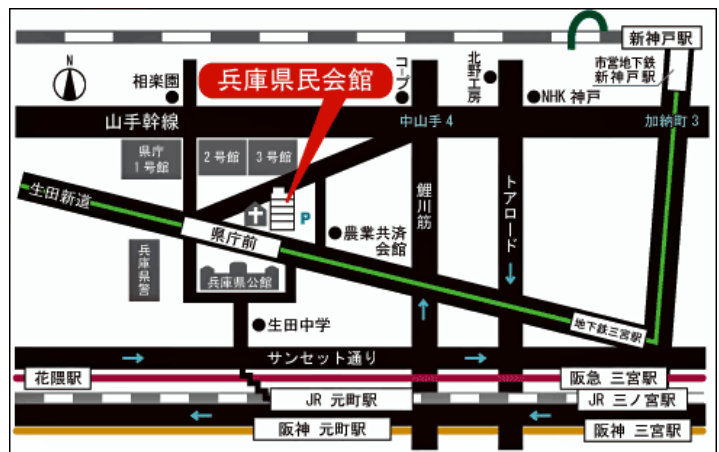 新神戸駅
N
相楽園
兵庫県民会館
コープ
北野工房
市営地下鉄
新神戸駅
NHK 神戸
山手幹線
中山手4
加納町3
県庁
1号館
2号館
3号館
生田新道
P
鯉川筋
トアロード
県庁前
農業共済
会館
兵庫県警
兵庫県公館
生田中学
地下鉄三宮駅
サンセット通り
花隈駅
阪急 三宮駅
JR 元町駅
JR 三ノ宮駅
阪神 元町駅
阪神 三宮駅